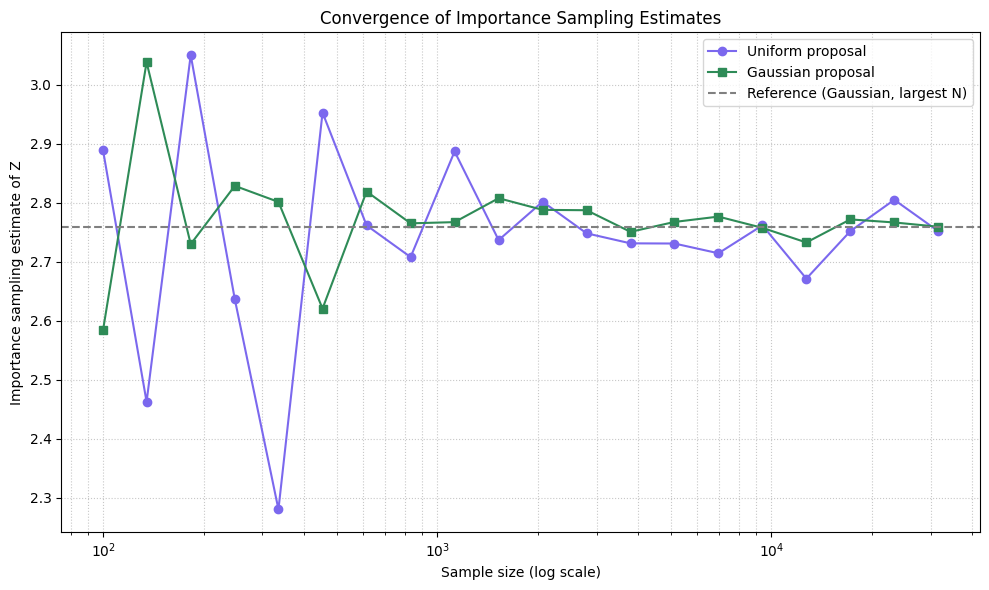 Convergence of Importance Sampling Estimates
Uniform proposal
Gaussian proposal
Reference (Gaussian, largest N)
Importance sampling estimate of Z
3.0
2.9
2.8
2.7
2.6
2.5
2.4
2.3
10²
10³
10⁴
Sample size (log scale)